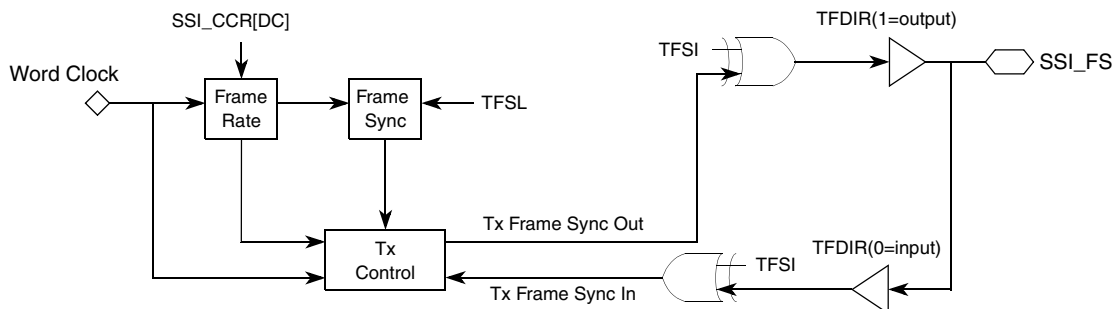 SSI_CCR[DC]
TFDIR(1=output)
Word Clock
TFSI
SSI_FS
Frame
Rate
Frame
Sync
TFSL
Tx Frame Sync Out
TFDIR(0=input)
Tx
Control
TFSI
Tx Frame Sync In